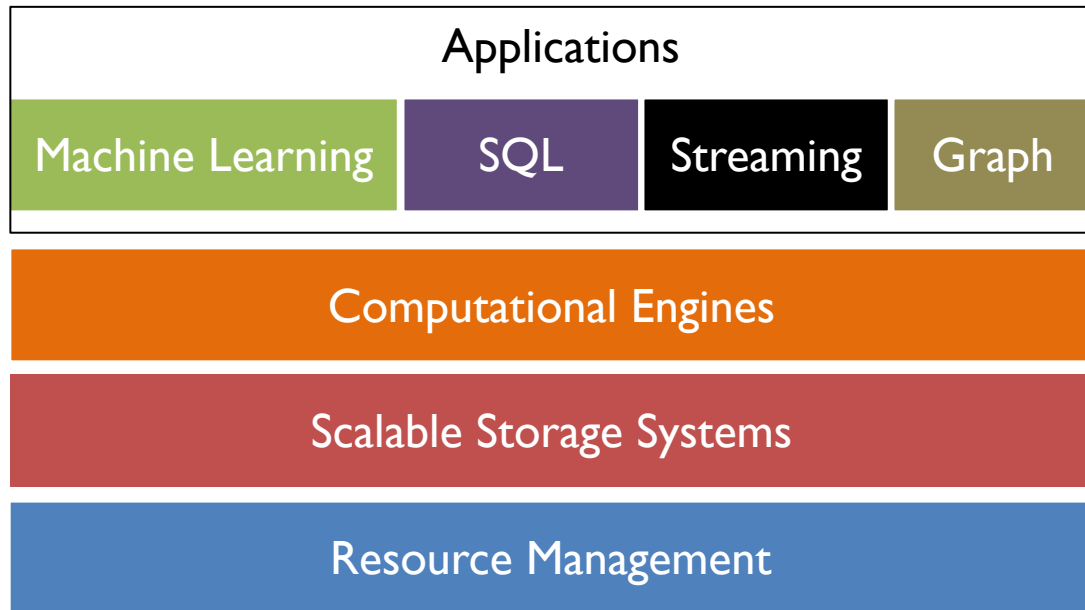 Applications
Machine Learning SQL Streaming Graph
Computational Engines
Scalable Storage Systems
Resource Management